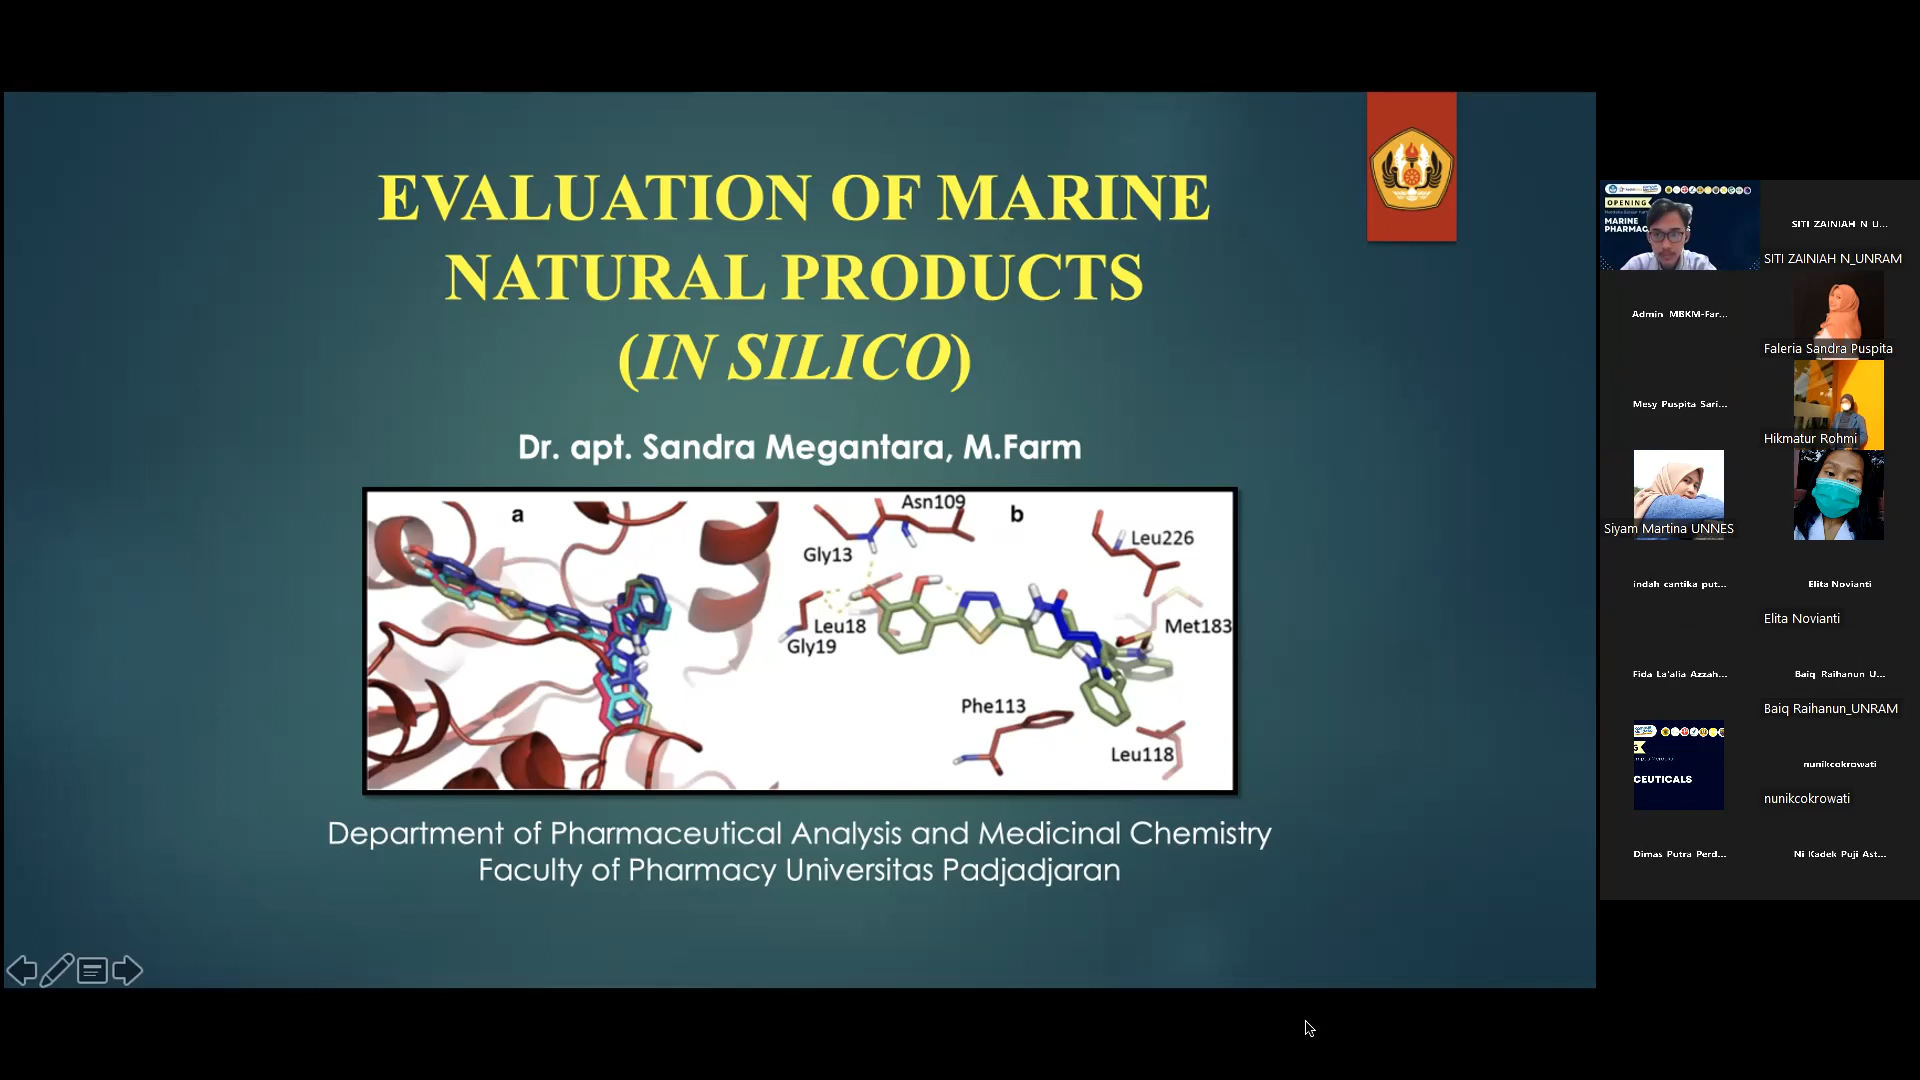 EVALUATION OF MARINE
NATURAL PRODUCTS
(IN SILICO)
Dr. apt. Sandra Megantara, M.Farm
a
b
Asn109
Gly13
Leu226
Leu18
Gly19
Met183
Phe113
Leu118
Department of Pharmaceutical Analysis and Medicinal Chemistry
Faculty of Pharmacy Universitas Padjadjaran
OPENING
MARINE
SITI ZAINIAH N U...
SITI ZAINIAH N_UNRAM
Admin MBKM-Far...
Faleria Sandra Puspita
Mesy Puspita Sari...
Hikmatur Rohmi
Siyam Martina UNNES
indah cantika put...
Elita Novianti
Elita Novianti
Fida La'alia Azzah...
Baiq Raihanun U...
Baiq Raihanun_UNRAM
CEUTICALS
nunikcokrowati
nunikcokrowati
Dimas Putra Perd...
Ni Kadek Puji Ast...